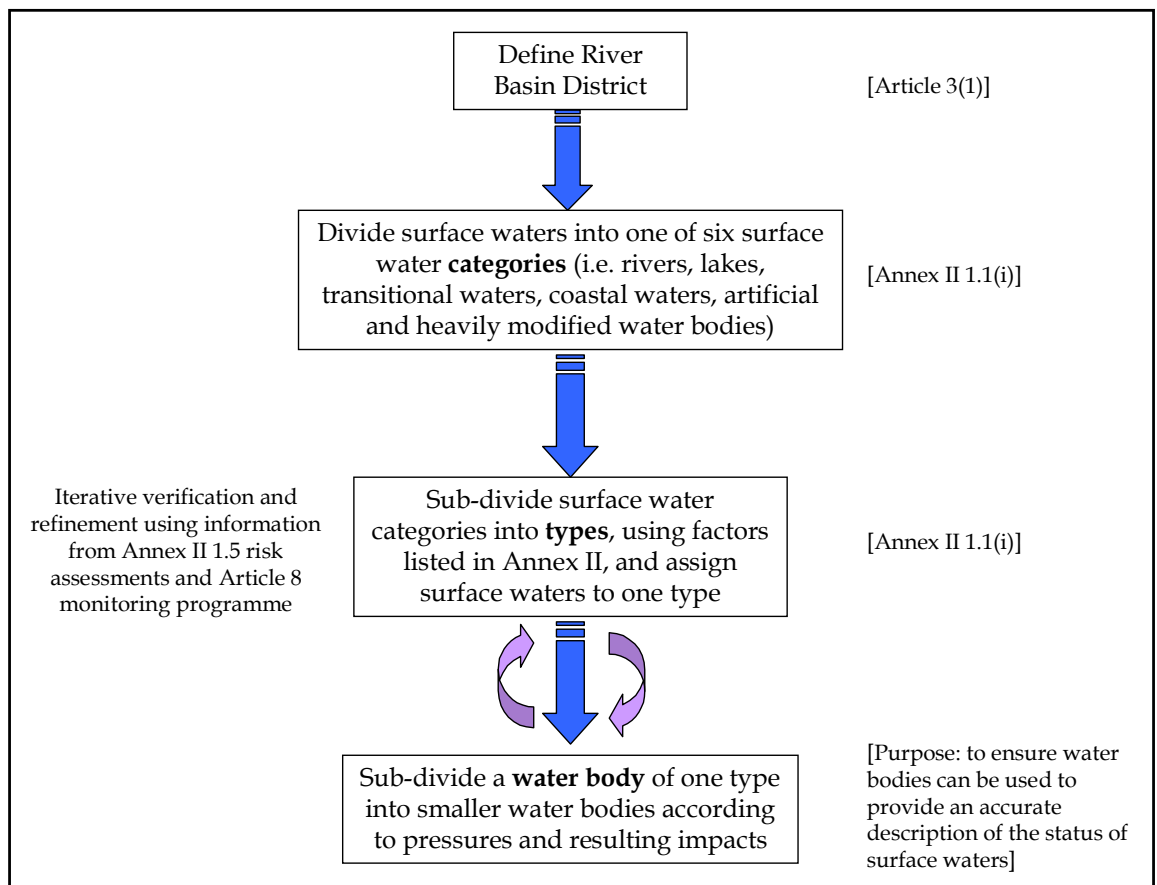 Define River
Basin District
[Article 3(1)]
Divide surface waters into one of six surface
water categories (i.e. rivers, lakes,
transitional waters, coastal waters, artificial
and heavily modified water bodies)
[Annex II 1.1(i)]
Iterative verification and
refinement using information
from Annex II 1.5 risk
assessments and Article 8
monitoring programme
Sub-divide surface water
categories into types, using factors
listed in Annex II, and assign
surface waters to one type
[Annex II 1.1(i)]
Sub-divide a water body of one type
into smaller water bodies according
to pressures and resulting impacts
[Purpose: to ensure water
bodies can be used to
provide an accurate
description of the status of
surface waters]